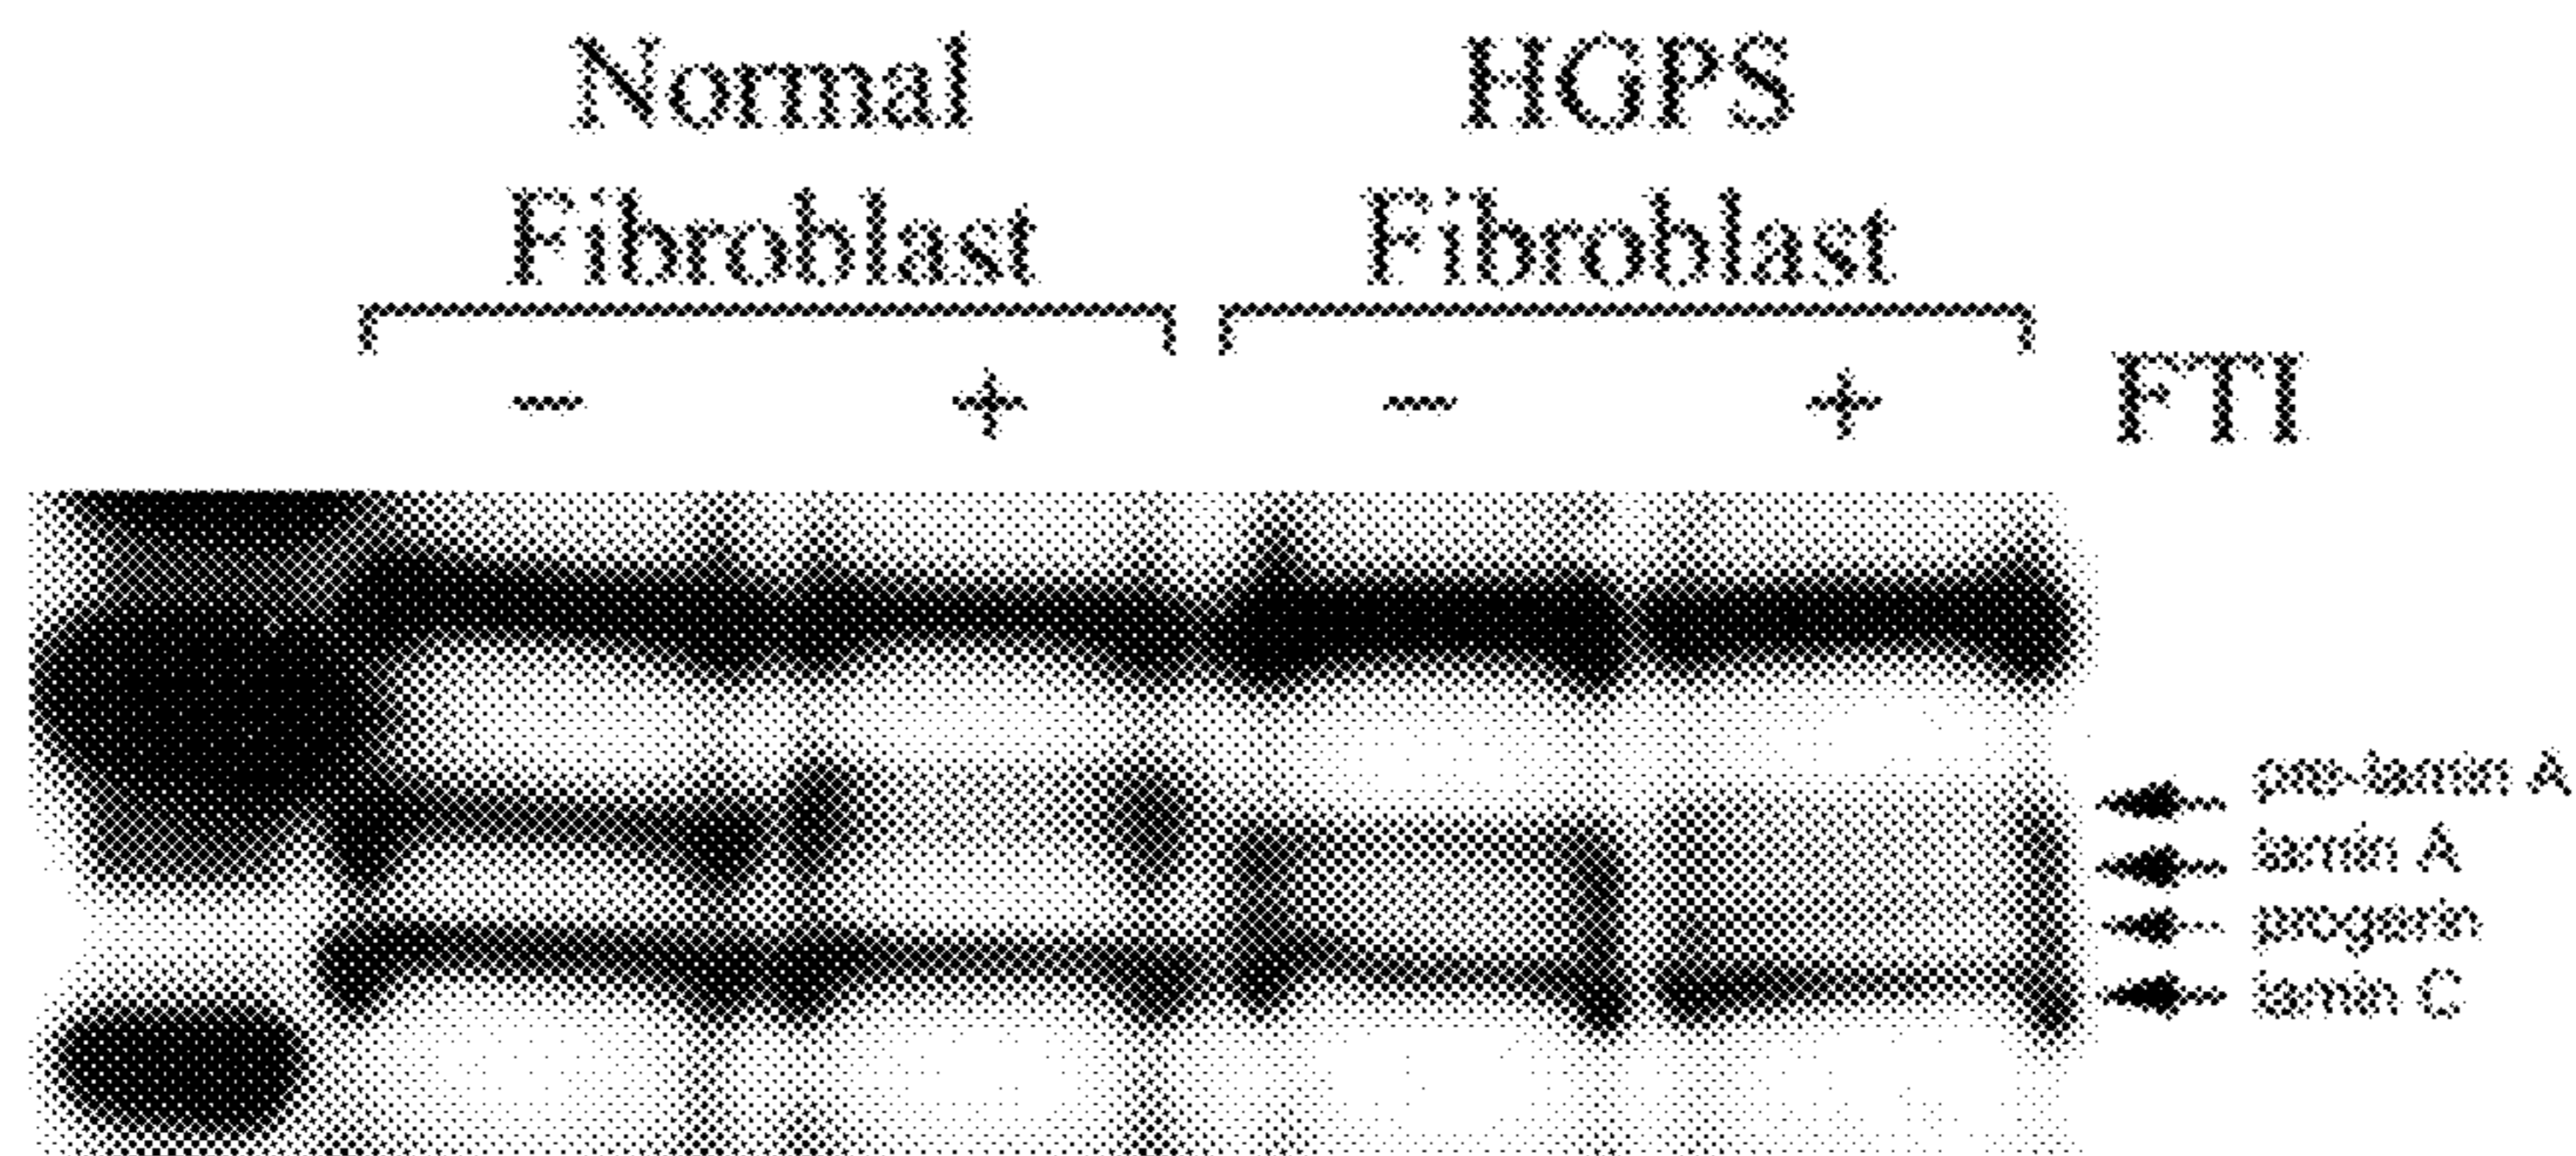 Normal HGPS
Fibroblast Fibroblast
− + − + FTI
pre-lamin A
lamin A
progerin
lamin C